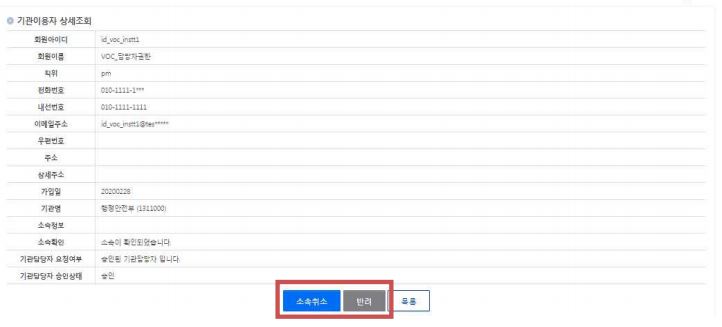 기관이용자 상세조회
회원아이디 id_voc_instt1
회원이름 VOC_담당자권한
직위 pm
전화번호 010-1111-1***
내선번호 010-1111-1111
이메일주소 id_voc_instt1@tes*****
우편번호
주소
상세주소
가입일 20200228
기관명 행정안전부 (1311000)
소속정보
소속확인 소속이 확인되었습니다.
기관담당자 요청여부 승인된 기관담당자 입니다.
기관담당자 승인상태 승인
소속취소 반려 목록